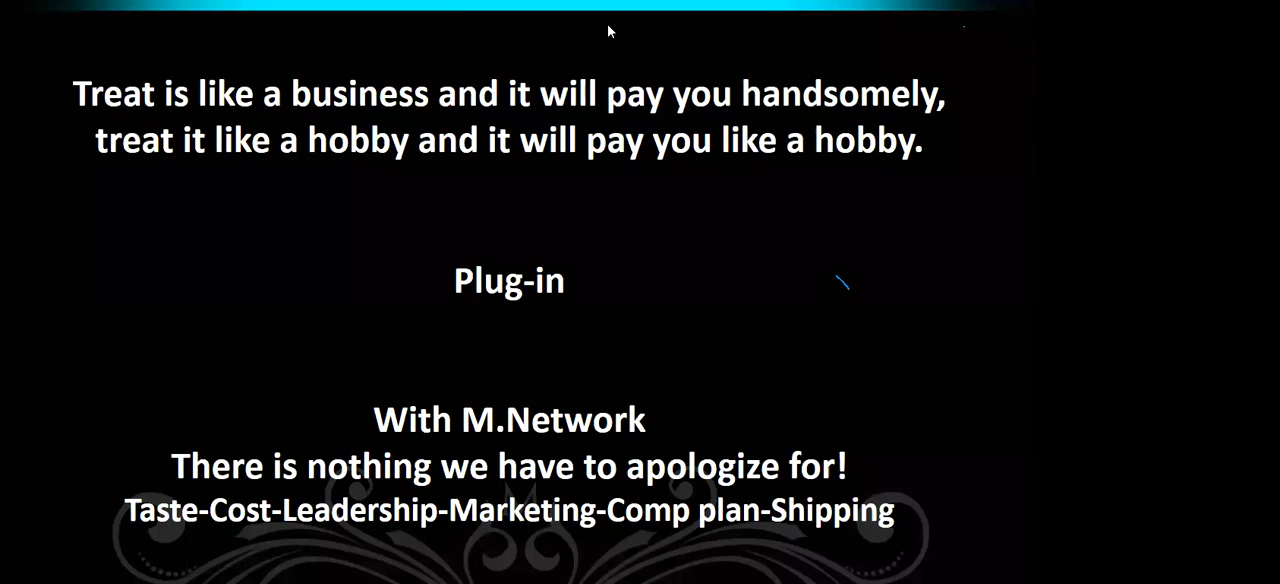 Treat is like a business and it will pay you handsomely,
treat it like a hobby and it will pay you like a hobby.
Plug-in
With M.Network
There is nothing we have to apologize for!
Taste-Cost-Leadership-Marketing-Comp plan-Shipping